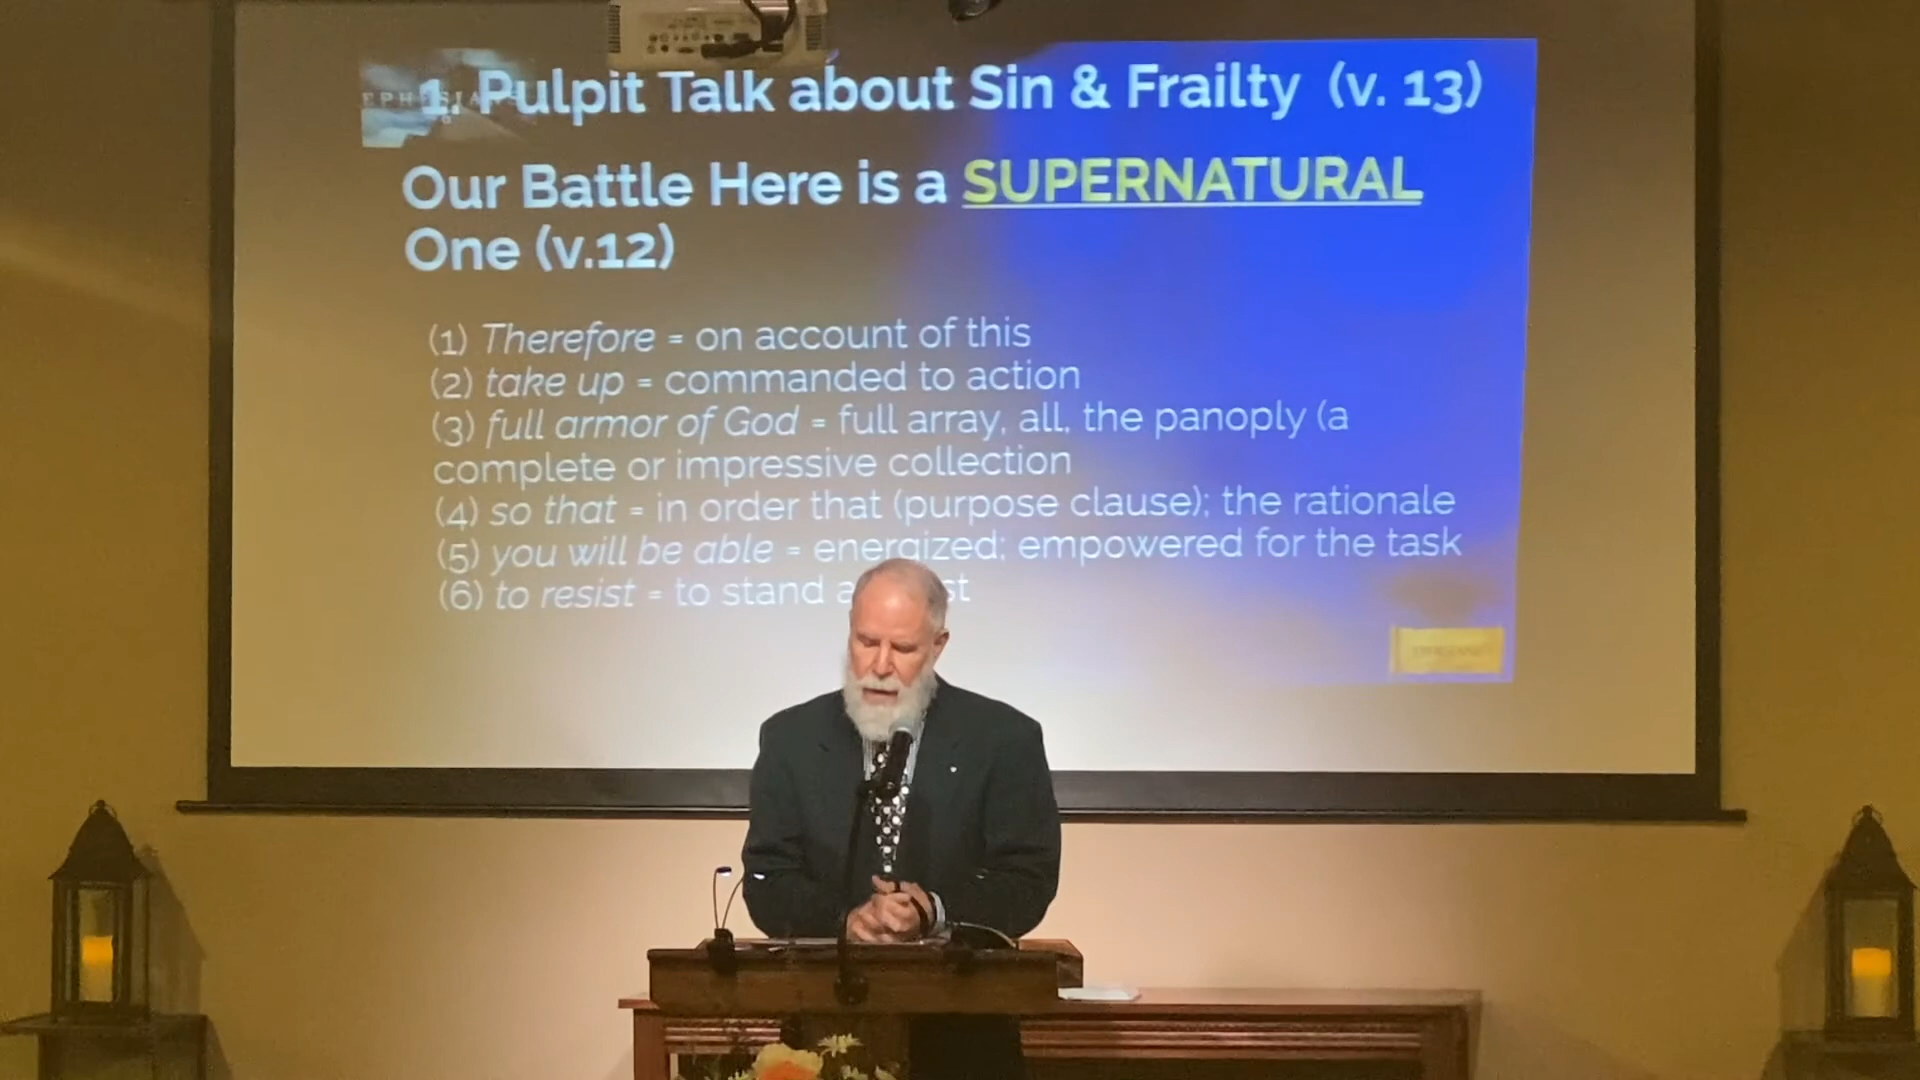 1. Pulpit Talk about Sin & Frailty (v. 13)
Our Battle Here is a SUPERNATURAL
One (v.12)
(1) Therefore = on account of this
(2) take up = commanded to action
(3) full armor of God = full array, all, the panoply (a
complete or impressive collection
(4) so that = in order that (purpose clause); the rationale
(5) you will be able = energized; empowered for the task
(6) to resist = to stand